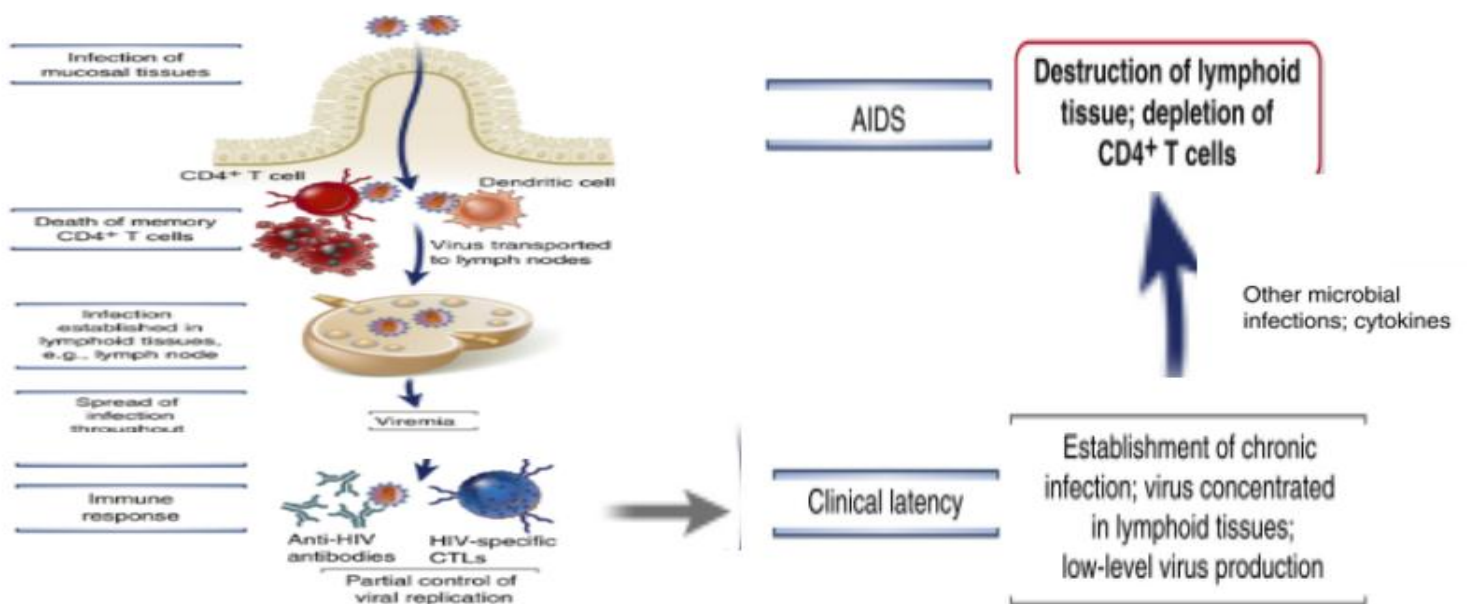 Infection of
mucosal tissues
CD4+ T cell
Dendritic cell
Death of memory
CD4+ T cells
Virus transported
to lymph nodes
Infection
established in
lymphoid tissues,
e.g., lymph node
Spread of
infection
throughout
Viremia
Immune
response
Anti-HIV
antibodies
HIV-specific
CTLs
Partial control of
viral replication
AIDS
Destruction of lymphoid
tissue; depletion of
CD4+ T cells
Other microbial
infections; cytokines
Clinical latency
Establishment of chronic
infection; virus concentrated
in lymphoid tissues;
low-level virus production